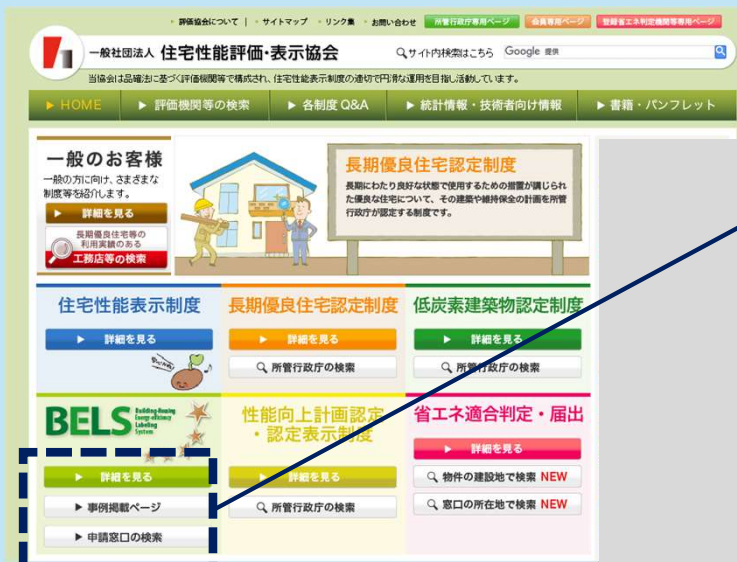 評価協会について | ・サイトマップ ・リンク集 ・お問い合わせ 所管行政庁専用ページ 会員専用ページ 登録省エネ判定機関等専用ページ
一般社団法人 住宅性能評価・表示協会 サイト内検索はこちら Google 提供
当協会は品確法に基づく評価機関等で構成され、住宅性能表示制度の適切で円滑な運用を目指し活動しています。
▶ HOME ▶ 評価機関等の検索 ▶ 各制度 Q&A ▶ 統計情報・技術者向け情報 ▶ 書籍・パンフレット
一般のお客様
一般の方に向け、さまざまな
制度等を紹介します。
▶ 詳細を見る
長期優良住宅等の
利用実績のある
工務店等の検索
長期優良住宅認定制度
長期にわたり良好な状態で使用するための措置が講じられ
た優良な住宅について、その建築や維持保全の計画を所管
行政庁が認定する制度です。
住宅性能表示制度
▶ 詳細を見る
長期優良住宅認定制度
▶ 詳細を見る
所管行政庁の検索
低炭素建築物認定制度
▶ 詳細を見る
所管行政庁の検索
BELS Building-Housing
Energy-efficiency
Labeling
System
▶ 詳細を見る
▶ 事例掲載ページ
▶ 申請窓口の検索
性能向上計画認定
・認定表示制度
▶ 詳細を見る
所管行政庁の検索
省エネ適合判定・届出
▶ 詳細を見る
物件の建設地で検索 NEW
窓口の所在地で検索 NEW